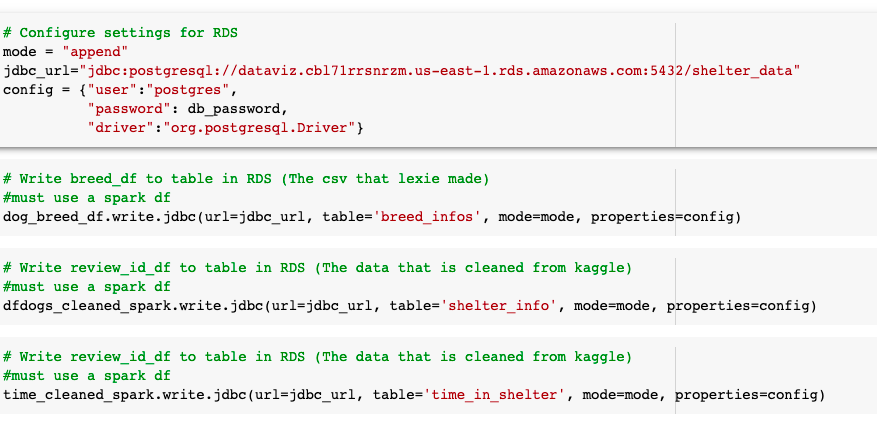 # Configure settings for RDS
mode = "append"
jdbc_url="jdbc:postgresql://dataviz.cbl71rrsnrzm.us-east-1.rds.amazonaws.com:5432/shelter_data"
config = {"user":"postgres",
          "password": db_password,
          "driver":"org.postgresql.Driver"}
# Write breed_df to table in RDS (The csv that lexie made)
#must use a spark df
dog_breed_df.write.jdbc(url=jdbc_url, table='breed_infos', mode=mode, properties=config)
# Write review_id_df to table in RDS (The data that is cleaned from kaggle)
#must use a spark df
dfdogs_cleaned_spark.write.jdbc(url=jdbc_url, table='shelter_info', mode=mode, properties=config)
# Write review_id_df to table in RDS (The data that is cleaned from kaggle)
#must use a spark df
time_cleaned_spark.write.jdbc(url=jdbc_url, table='time_in_shelter', mode=mode, properties=config)